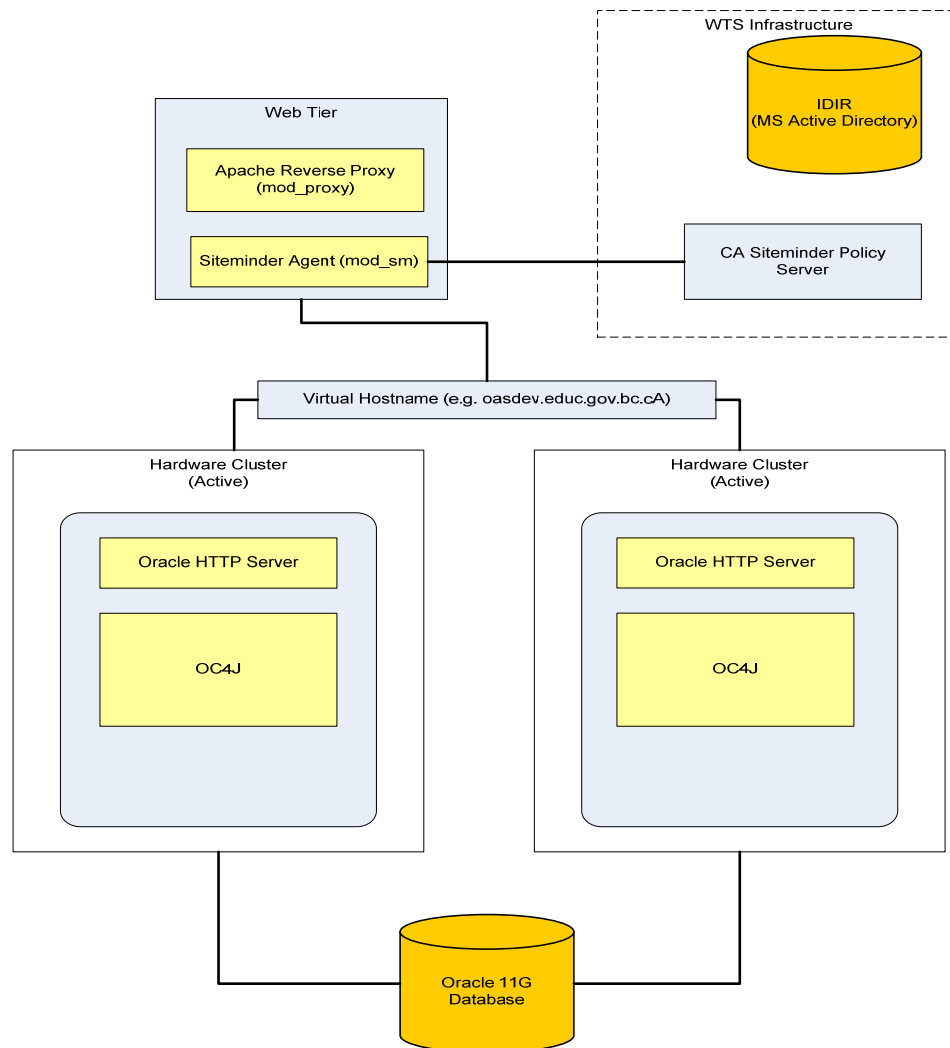 WTS Infrastructure
IDIR
(MS Active Directory)
Web Tier
Apache Reverse Proxy
(mod_proxy)
Siteminder Agent (mod_sm)
CA Siteminder Policy
Server
Virtual Hostname (e.g. oasdev.educ.gov.bc.cA)
Hardware Cluster
(Active)
Oracle HTTP Server
OC4J
Hardware Cluster
(Active)
Oracle HTTP Server
OC4J
Oracle 11G
Database